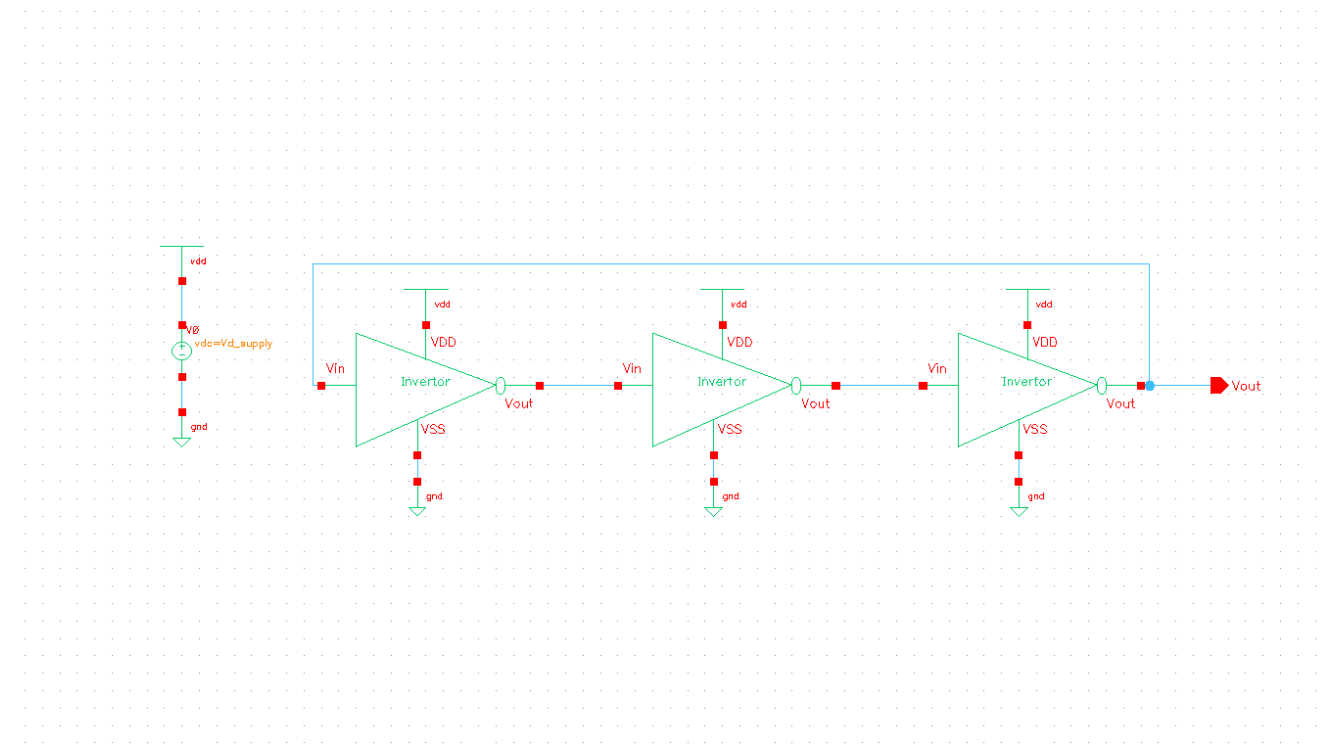 vdd
V0
vdc=Vd_supply
gnd
vdd
VDD
Vin
Invertor
Vout
VSS
gnd
vdd
VDD
Vin
Invertor
Vout
VSS
gnd
vdd
VDD
Vin
Invertor
Vout
VSS
gnd
Vout